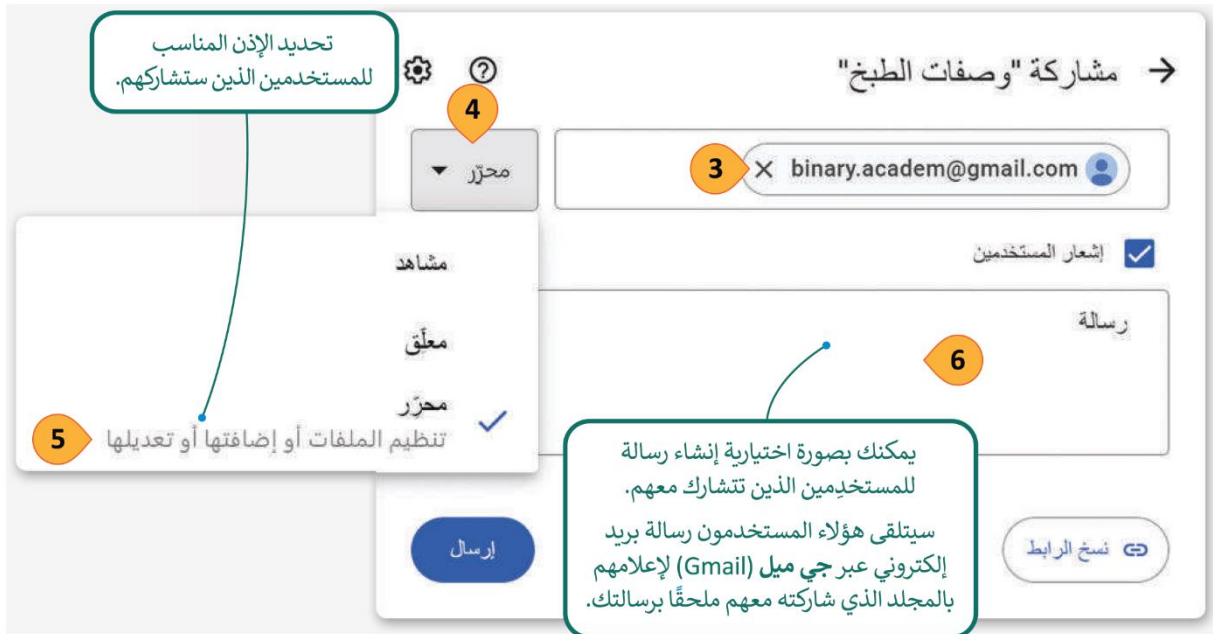 تحديد الإذن المناسب
للمستخدمين الذين ستشاركهم.
مشاركة "وصفات الطبخ"
4
محرّر
3
binary.academ@gmail.com
إشعار المستخدمين
مشاهد
معلّق
محرّر
تنظيم الملفات أو إضافتها أو تعديلها
5
رسالة
6
يمكنك بصورة اختيارية إنشاء رسالة
للمستخدِمين الذين تتشارك معهم.
سيتلقى هؤلاء المستخدمون رسالة بريد
إلكتروني عبر جي ميل (Gmail) لإعلامهم
بالمجلد الذي شاركته معهم ملحقًا برسالتك.
نسخ الرابط
إرسال